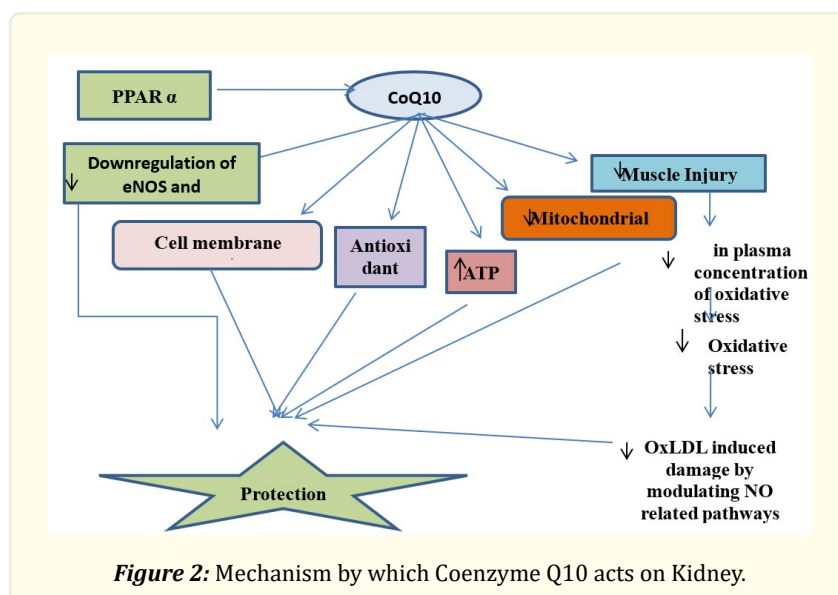 PPAR α
CoQ10
↓ Downregulation of
eNOS and
↓Muscle Injury
Cell membrane
Antioxi
dant
↑ATP
↓Mitochondrial
↓ in plasma
concentration
of oxidative
stress
↓ Oxidative
stress
↓ OxLDL induced
damage by
modulating NO
related pathways
Protection
Figure 2: Mechanism by which Coenzyme Q10 acts on Kidney.